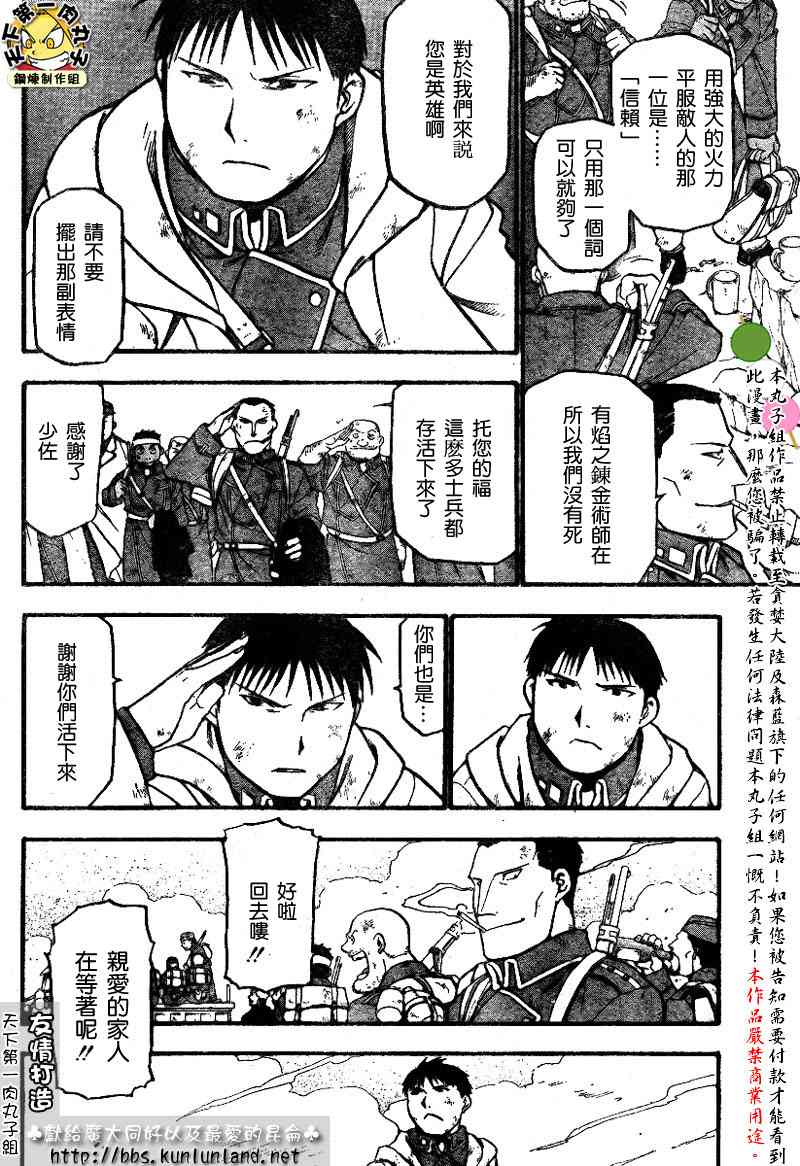 天下第一肉丸子
鋼煉制作組
用強大的火力
平服敵人的那
一位是……
「信賴」
只用那一個詞
可以就夠了
對於我們來說
您是英雄啊
請不要
擺出那副表情
有焰之鍊金術師在
所以我們沒有死
托您的福
這麽多士兵都
存活下來了
感謝了
少佐
你們也是…
謝謝你們活下來
好啦
回去嘍!!
親愛的家人
在等著呢!!
本丸子組作品禁止轉載至貪婪大陸及森藍旗下的任何網站！如果您被告知需要付款才能看到
此漫畫，那麼您被騙了。若發生任何法律問題本丸子組一慨不負責！本作品嚴禁商業用途。
友情打造
天下第一肉丸子組
♣獻給廣大同好以及最愛的昆侖♣
http://bbs.kunlunland.net